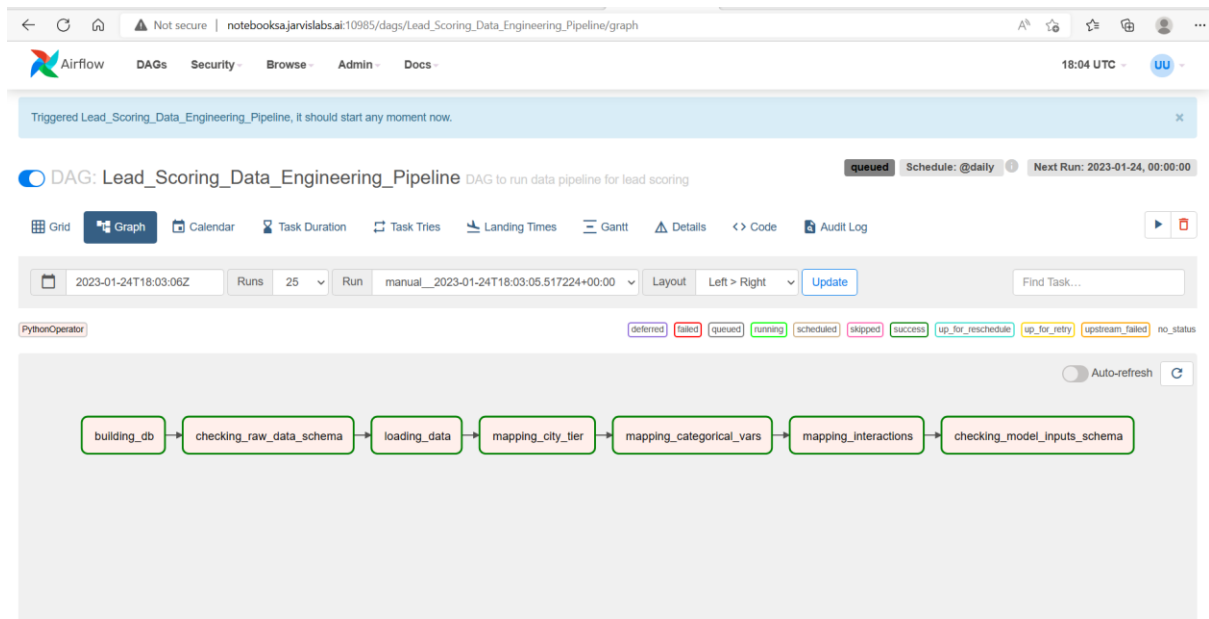 Not secure | notebooksa.jarvislabs.ai:10985/dags/Lead_Scoring_Data_Engineering_Pipeline/graph
Airflow DAGs Security Browse Admin Docs 18:04 UTC UU
Triggered Lead_Scoring_Data_Engineering_Pipeline, it should start any moment now. ×
queued Schedule: @daily i Next Run: 2023-01-24, 00:00:00
DAG: Lead_Scoring_Data_Engineering_Pipeline DAG to run data pipeline for lead scoring
Grid Graph Calendar Task Duration Task Tries Landing Times Gantt Details <> Code Audit Log
2023-01-24T18:03:06Z Runs 25 Run manual__2023-01-24T18:03:05.517224+00:00 Layout Left > Right Update Find Task...
PythonOperator deferred failed queued running scheduled skipped success up_for_reschedule up_for_retry upstream_failed no_status
Auto-refresh
building_db checking_raw_data_schema loading_data mapping_city_tier mapping_categorical_vars mapping_interactions checking_model_inputs_schema